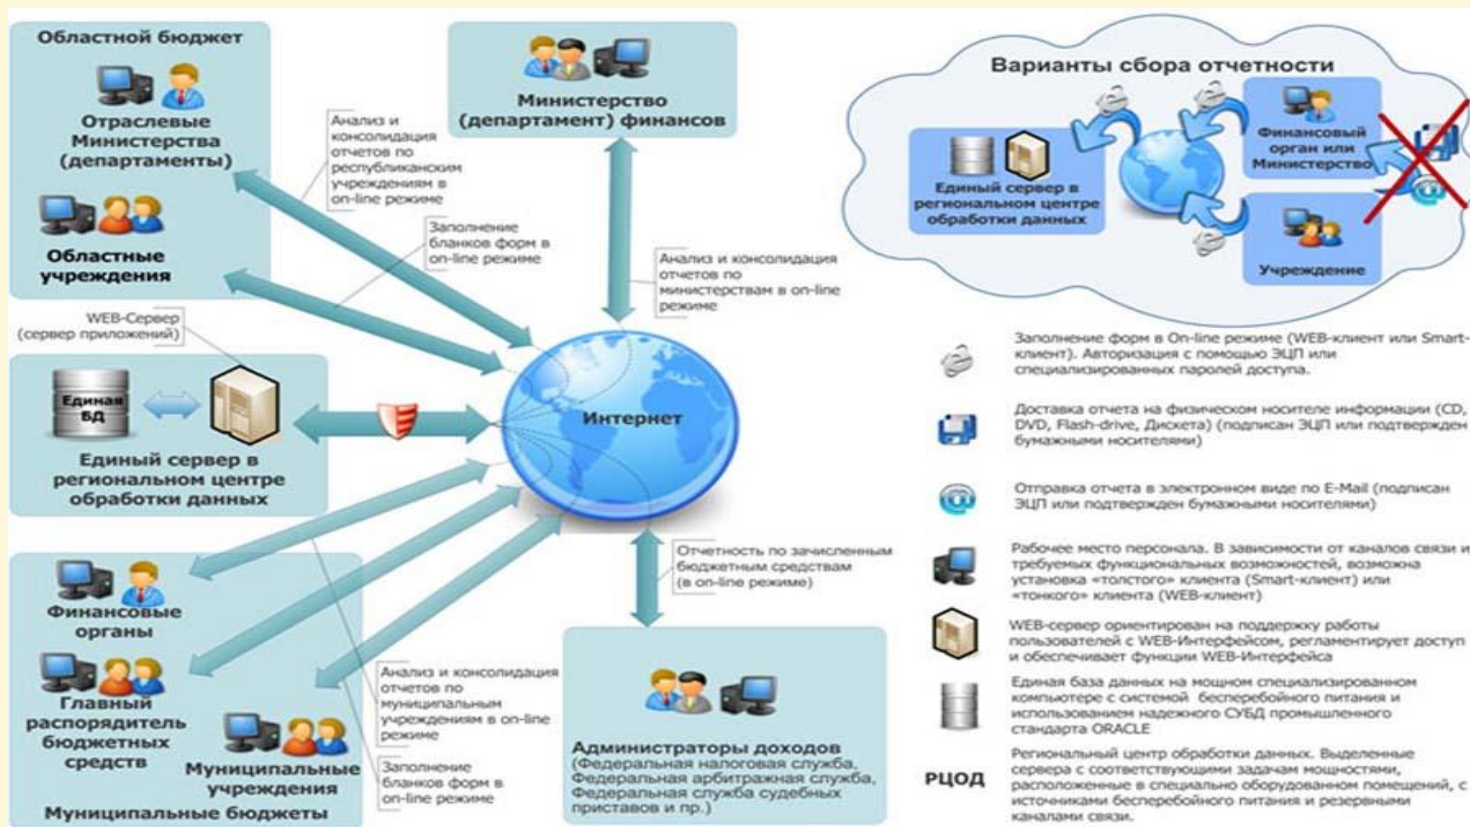 Областной бюджет
Отраслевые
Министерства
(департаменты)
Областные
учреждения
Анализ и
консолидация
отчетов по
республиканским
учреждениям в
on-line режиме
Заполнение
бланков форм в
on-line режиме
Министерство
(департамент) финансов
Анализ и консолидация
отчетов по
министерствам в on-line
режиме
WEB-Сервер
(сервер приложений)
Единая
БД
Единый сервер в
региональном центре
обработки данных
Интернет
Финансовые
органы
Главный
распорядитель
бюджетных
средств
Муниципальные
учреждения
Муниципальные бюджеты
Анализ и консолидация
отчетов по
муниципальным
учреждениям в on-line
режиме
Заполнение
бланков форм в
on-line режиме
Отчетность по зачисленным
бюджетным средствам
(в on-line режиме)
Администраторы доходов
(Федеральная налоговая служба,
Федеральная арбитражная служба,
Федеральная служба судебных
приставов и пр.)
Варианты сбора отчетности
Единый сервер в
региональном центре
обработки данных
Финансовый
орган или
Министерство
Учреждение
Заполнение форм в On-line режиме (WEB-клиент или Smart-
клиент). Авторизация с помощью ЭЦП или
специализированных паролей доступа.
Доставка отчета на физическом носителе информации (CD,
DVD, Flash-drive, Дискета) (подписан ЭЦП или подтвержден
бумажными носителями)
Отправка отчета в электронном виде по E-Mail (подписан
ЭЦП или подтвержден бумажными носителями)
Рабочее место персонала. В зависимости от каналов связи и
требуемых функциональных возможностей, возможна
установка «толстого» клиента (Smart-клиент) или
«тонкого» клиента (WEB-клиент)
WEB-сервер ориентирован на поддержку работы
пользователей с WEB-Интерфейсом, регламентирует доступ
и обеспечивает функции WEB-Интерфейса
Единая база данных на мощном специализированном
компьютере с системой бесперебойного питания и
использованием надежного СУБД промышленного
стандарта ORACLE
РЦОД
Региональный центр обработки данных. Выделенные
сервера с соответствующими задачам мощностями,
расположенные в специально оборудованном помещений, с
источниками бесперебойного питания и резервными
каналами связи.